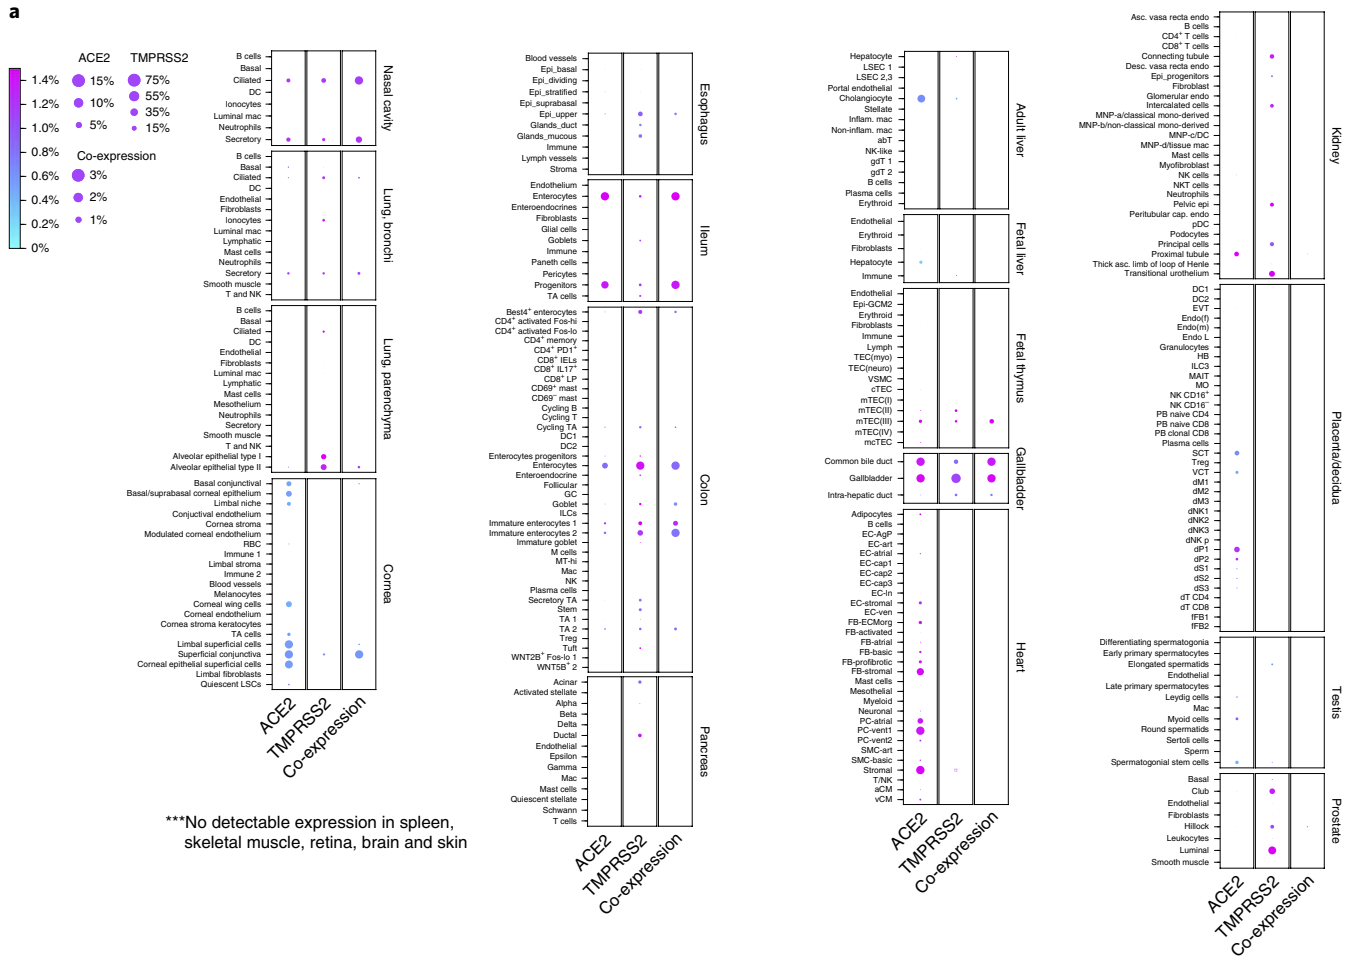 a
ACE2 TMPRSS2
1.4%
1.2%
1.0%
0.8%
0.6%
0.4%
0.2%
0%
15%
10%
5%
75%
55%
35%
15%
Co-expression
3%
2%
1%
Nasal cavity
B cells
Basal
Ciliated
DC
Ionocytes
Luminal mac
Neutrophils
Secretory
Lung, bronchi
B cells
Basal
Ciliated
DC
Endothelial
Fibroblasts
Ionocytes
Luminal mac
Lymphatic
Mast cells
Neutrophils
Secretory
Smooth muscle
T and NK
Lung, parenchyma
B cells
Basal
Ciliated
DC
Endothelial
Fibroblasts
Luminal mac
Lymphatic
Mast cells
Mesothelium
Neutrophils
Secretory
Smooth muscle
T and NK
Alveolar epithelial type I
Alveolar epithelial type II
Cornea
Basal conjunctival
Basal/suprabasal corneal epithelium
Limbal niche
Conjuctival endothelium
Cornea stroma
Modulated corneal endothelium
RBC
Immune 1
Limbal stroma
Immune 2
Blood vessels
Melanocytes
Corneal wing cells
Corneal endothelium
Cornea stroma keratocytes
TA cells
Limbal superficial cells
Superficial conjunctiva
Corneal epithelial superficial cells
Limbal fibroblasts
Quiescent LSCs
ACE2
TMPRSS2
Co-expression
***No detectable expression in spleen,
skeletal muscle, retina, brain and skin
Esophagus
Blood vessels
Epi_basal
Epi_dividing
Epi_stratified
Epi_suprabasal
Epi_upper
Glands_duct
Glands_mucous
Immune
Lymph vessels
Stroma
Ileum
Endothelium
Enterocytes
Enteroendocrines
Fibroblasts
Glial cells
Goblets
Immune
Paneth cells
Pericytes
Progenitors
TA cells
Colon
Best4⁺ enterocytes
CD4⁺ activated Fos-hi
CD4⁺ activated Fos-lo
CD4⁺ memory
CD4⁺ PD1⁺
CD8⁺ IELs
CD8⁺ IL17⁺
CD8⁺ LP
CD69⁺ mast
CD69⁻ mast
Cycling B
Cycling T
Cycling TA
DC1
DC2
Enterocytes progenitors
Enterocytes
Enteroendocrine
Follicular
GC
Goblet
ILCs
Immature enterocytes 1
Immature enterocytes 2
Immature goblet
M cells
MT-hi
Mac
NK
Plasma cells
Secretory TA
Stem
TA 1
TA 2
Treg
Tuft
WNT2B⁺ Fos-lo 1
WNT5B⁺ 2
Pancreas
Acinar
Activated stellate
Alpha
Beta
Delta
Ductal
Endothelial
Epsilon
Gamma
Mac
Mast cells
Quiescent stellate
Schwann
T cells
ACE2
TMPRSS2
Co-expression
Adult liver
Hepatocyte
LSEC 1
LSEC 2,3
Portal endothelial
Cholangiocyte
Stellate
Inflam. mac
Non-inflam. mac
abT
NK-like
gdT 1
gdT 2
B cells
Plasma cells
Erythroid
Fetal liver
Endothelial
Erythroid
Fibroblasts
Hepatocyte
Immune
Fetal thymus
Endothelial
Epi-GCM2
Erythroid
Fibroblasts
Immune
Lymph
TEC(myo)
TEC(neuro)
VSMC
cTEC
mTEC(I)
mTEC(II)
mTEC(III)
mTEC(IV)
mcTEC
Gallbladder
Common bile duct
Gallbladder
Intra-hepatic duct
Heart
Adipocytes
B cells
EC-AgP
EC-art
EC-atrial
EC-cap1
EC-cap2
EC-cap3
EC-ln
EC-stromal
EC-ven
FB-ECMorg
FB-activated
FB-atrial
FB-basic
FB-profibrotic
FB-stromal
Mast cells
Mesothelial
Myeloid
Neuronal
PC-atrial
PC-vent1
PC-vent2
SMC-art
SMC-basic
Stromal
T/NK
aCM
vCM
ACE2
TMPRSS2
Co-expression
Kidney
Asc. vasa recta endo
B cells
CD4⁺ T cells
CD8⁺ T cells
Connecting tubule
Desc. vasa recta endo
Epi_progenitors
Fibroblast
Glomerular endo
Intercalated cells
MNP-a/classical mono-derived
MNP-b/non-classical mono-derived
MNP-c/DC
MNP-d/tissue mac
Mast cells
Myofibroblast
NK cells
NKT cells
Neutrophils
Pelvic epi
Peritubular cap. endo
pDC
Podocytes
Principal cells
Proximal tubule
Thick asc. limb of loop of Henle
Transitional urothelium
Placenta/decidua
DC1
DC2
EVT
Endo(f)
Endo(m)
Endo L
Granulocytes
HB
ILC3
MAIT
MO
NK CD16⁺
NK CD16⁻
PB naive CD4
PB naive CD8
PB clonal CD8
Plasma cells
SCT
Treg
VCT
dM1
dM2
dM3
dNK1
dNK2
dNK3
dNK p
dP1
dP2
dS1
dS2
dS3
dT CD4
dT CD8
fFB1
fFB2
Testis
Differentiating spermatogonia
Early primary spermatocytes
Elongated spermatids
Endothelial
Late primary spermatocytes
Leydig cells
Mac
Myoid cells
Round spermatids
Sertoli cells
Sperm
Spermatogonial stem cells
Prostate
Basal
Club
Endothelial
Fibroblasts
Hillock
Leukocytes
Luminal
Smooth muscle
ACE2
TMPRSS2
Co-expression